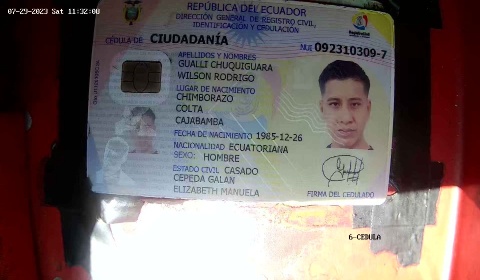 07-29-2023 Sat 11:32:08
REPÚBLICA DEL ECUADOR
DIRECCIÓN GENERAL DE REGISTRO CIVIL,
IDENTIFICACIÓN Y CEDULACIÓN
CÉDULA DE CIUDADANÍA
NUI 092310309-7
APELLIDOS Y NOMBRES
GUALLI CHUQUIGUARA
WILSON RODRIGO
LUGAR DE NACIMIENTO
CHIMBORAZO
COLTA
CAJABAMBA
FECHA DE NACIMIENTO 1985-12-26
NACIONALIDAD ECUATORIANA
SEXO: HOMBRE
ESTADO CIVIL CASADO
CEPEDA GALAN
ELIZABETH MANUELA
FIRMA DEL CEDULADO
6-CEDULA